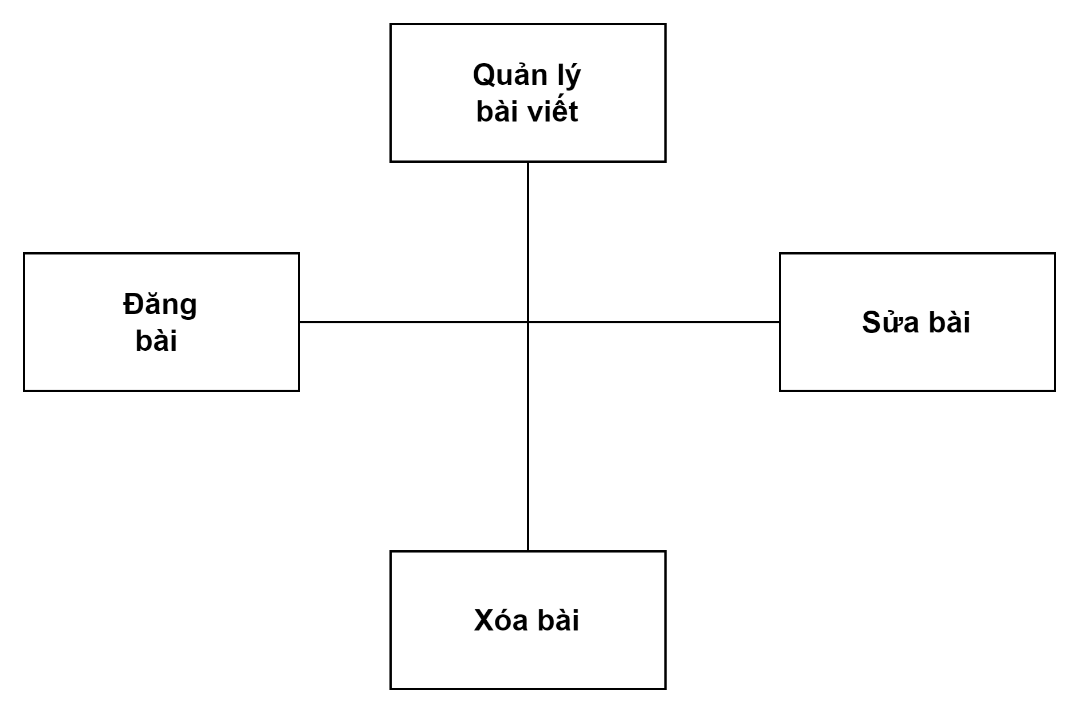 Quản lý
bài viết
Đăng
bài
Sửa bài
Xóa bài